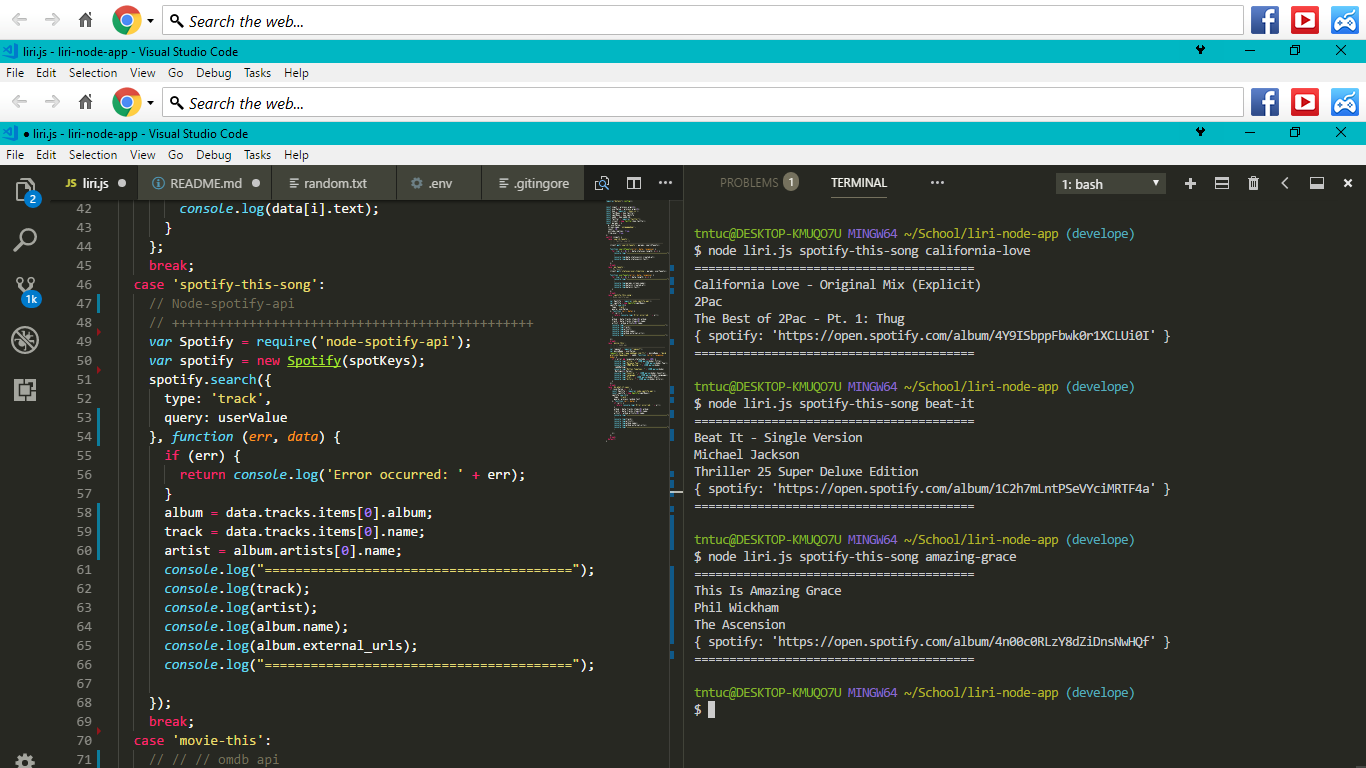 Search the web...
liri.js - liri-node-app - Visual Studio Code
File Edit Selection View Go Debug Tasks Help
Search the web...
● liri.js - liri-node-app - Visual Studio Code
File Edit Selection View Go Debug Tasks Help
JS liri.js ● README.md ● random.txt .env .gitingore ••• PROBLEMS 1 TERMINAL ••• 1: bash
2
1k
42 console.log(data[i].text);
43 }
44 };
45 break;
46 case 'spotify-this-song':
47 // Node-spotify-api
48 // +++++++++++++++++++++++++++++++++++++++++++++++
49 var Spotify = require('node-spotify-api');
50 var spotify = new Spotify(spotKeys);
51 spotify.search({
52 type: 'track',
53 query: userValue
54 }, function (err, data) {
55 if (err) {
56 return console.log('Error occurred: ' + err);
57 }
58 album = data.tracks.items[0].album;
59 track = data.tracks.items[0].name;
60 artist = album.artists[0].name;
61 console.log("========================================");
62 console.log(track);
63 console.log(artist);
64 console.log(album.name);
65 console.log(album.external_urls);
66 console.log("========================================");
67
68 });
69 break;
70 case 'movie-this':
71 // // // omdb api
tntuc@DESKTOP-KMUQO7U MINGW64 ~/School/liri-node-app (develope)
$ node liri.js spotify-this-song california-love
========================================
California Love - Original Mix (Explicit)
2Pac
The Best of 2Pac - Pt. 1: Thug
{ spotify: 'https://open.spotify.com/album/4Y9ISbppFbwk0r1XCLUi0I' }
========================================
tntuc@DESKTOP-KMUQO7U MINGW64 ~/School/liri-node-app (develope)
$ node liri.js spotify-this-song beat-it
========================================
Beat It - Single Version
Michael Jackson
Thriller 25 Super Deluxe Edition
{ spotify: 'https://open.spotify.com/album/1C2h7mLntPSeVYciMRTF4a' }
========================================
tntuc@DESKTOP-KMUQO7U MINGW64 ~/School/liri-node-app (develope)
$ node liri.js spotify-this-song amazing-grace
========================================
This Is Amazing Grace
Phil Wickham
The Ascension
{ spotify: 'https://open.spotify.com/album/4n00c0RLzY8dZiDnsNwHQf' }
========================================
tntuc@DESKTOP-KMUQO7U MINGW64 ~/School/liri-node-app (develope)
$